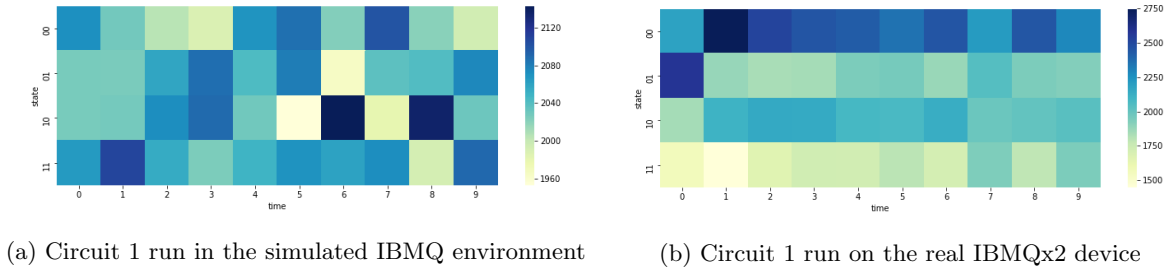 00
01
10
11
state
0 1 2 3 4 5 6 7 8 9
time
2120
2080
2040
2000
1960
(a) Circuit 1 run in the simulated IBMQ environment
00
01
10
11
state
0 1 2 3 4 5 6 7 8 9
time
2750
2500
2250
2000
1750
1500
(b) Circuit 1 run on the real IBMQx2 device